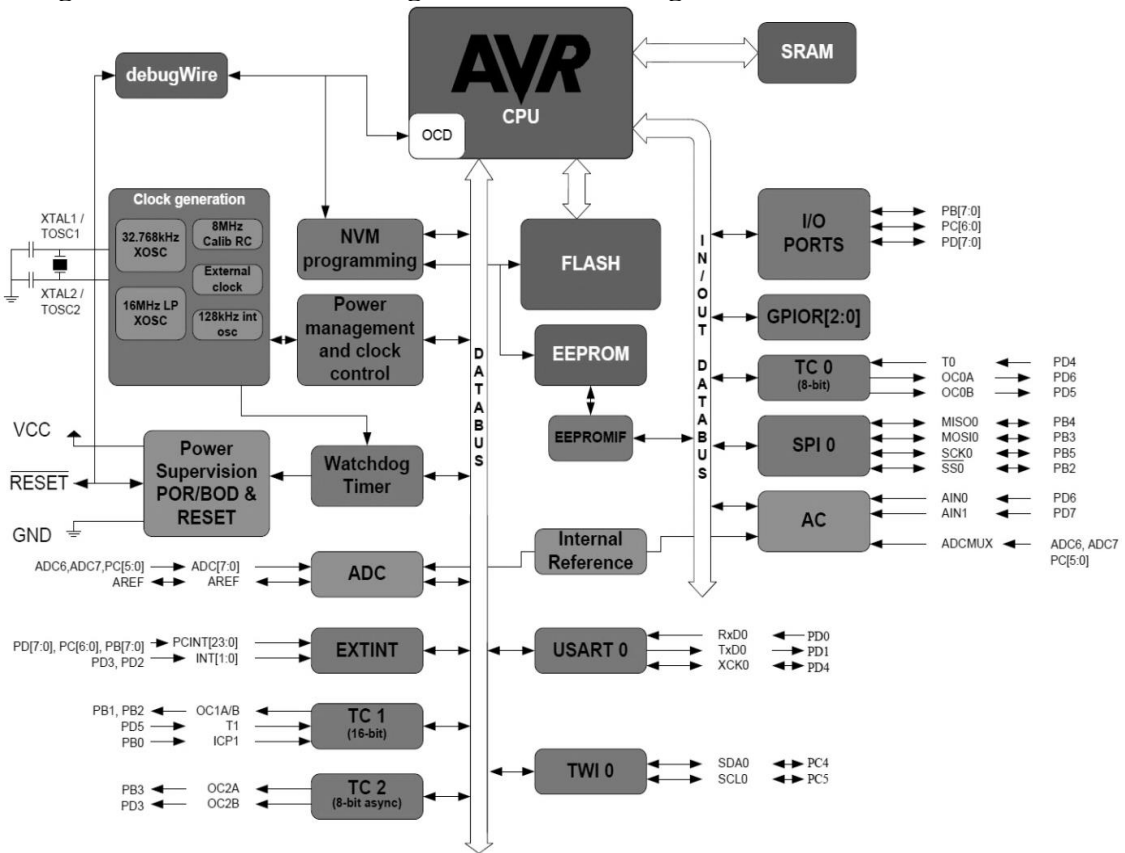 AVR
CPU
OCD
SRAM
debugWire
Clock generation
XTAL1 /
TOSC1
32.768kHz
XOSC
8MHz
Calib RC
External
clock
XTAL2 /
TOSC2
16MHz LP
XOSC
128kHz int
osc
NVM
programming
FLASH
Power
management
and clock
control
EEPROM
EEPROMIF
DATABUS
IN/OUT DATABUS
I/O
PORTS
PB[7:0]
PC[6:0]
PD[7:0]
GPIOR[2:0]
TC 0
(8-bit)
T0 PD4
OC0A PD6
OC0B PD5
SPI 0
MISO0 PB4
MOSI0 PB3
SCK0 PB5
SS0 PB2
AC
AIN0 PD6
AIN1 PD7
ADCMUX ADC6, ADC7
PC[5:0]
VCC
RESET
GND
Power
Supervision
POR/BOD &
RESET
Watchdog
Timer
Internal
Reference
ADC6,ADC7,PC[5:0] ADC[7:0]
AREF AREF
ADC
PD[7:0], PC[6:0], PB[7:0] PCINT[23:0]
PD3, PD2 INT[1:0]
EXTINT
USART 0
RxD0 PD0
TxD0 PD1
XCK0 PD4
PB1, PB2 OC1A/B
PD5 T1
PB0 ICP1
TC 1
(16-bit)
TWI 0
SDA0 PC4
SCL0 PC5
PB3 OC2A
PD3 OC2B
TC 2
(8-bit async)